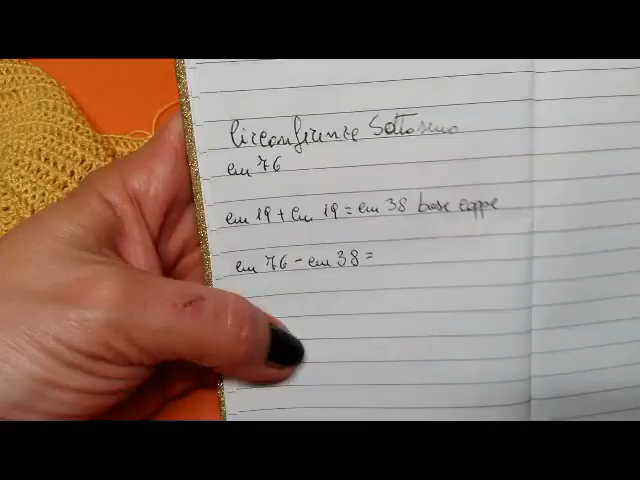 Circonferenza Sottoseno
cm 76
cm 19 + cm 19 = cm 38 base coppe
cm 76 - cm 38 =